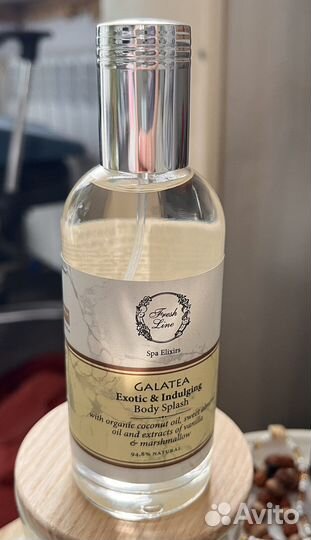 Fresh
Line
Spa Elixirs
GALATEA
Exotic & Indulging
Body Splash
with organic coconut oil, sweet almond
oil and extracts of vanilla
& marshmallow
94,8% NATURAL
Avito